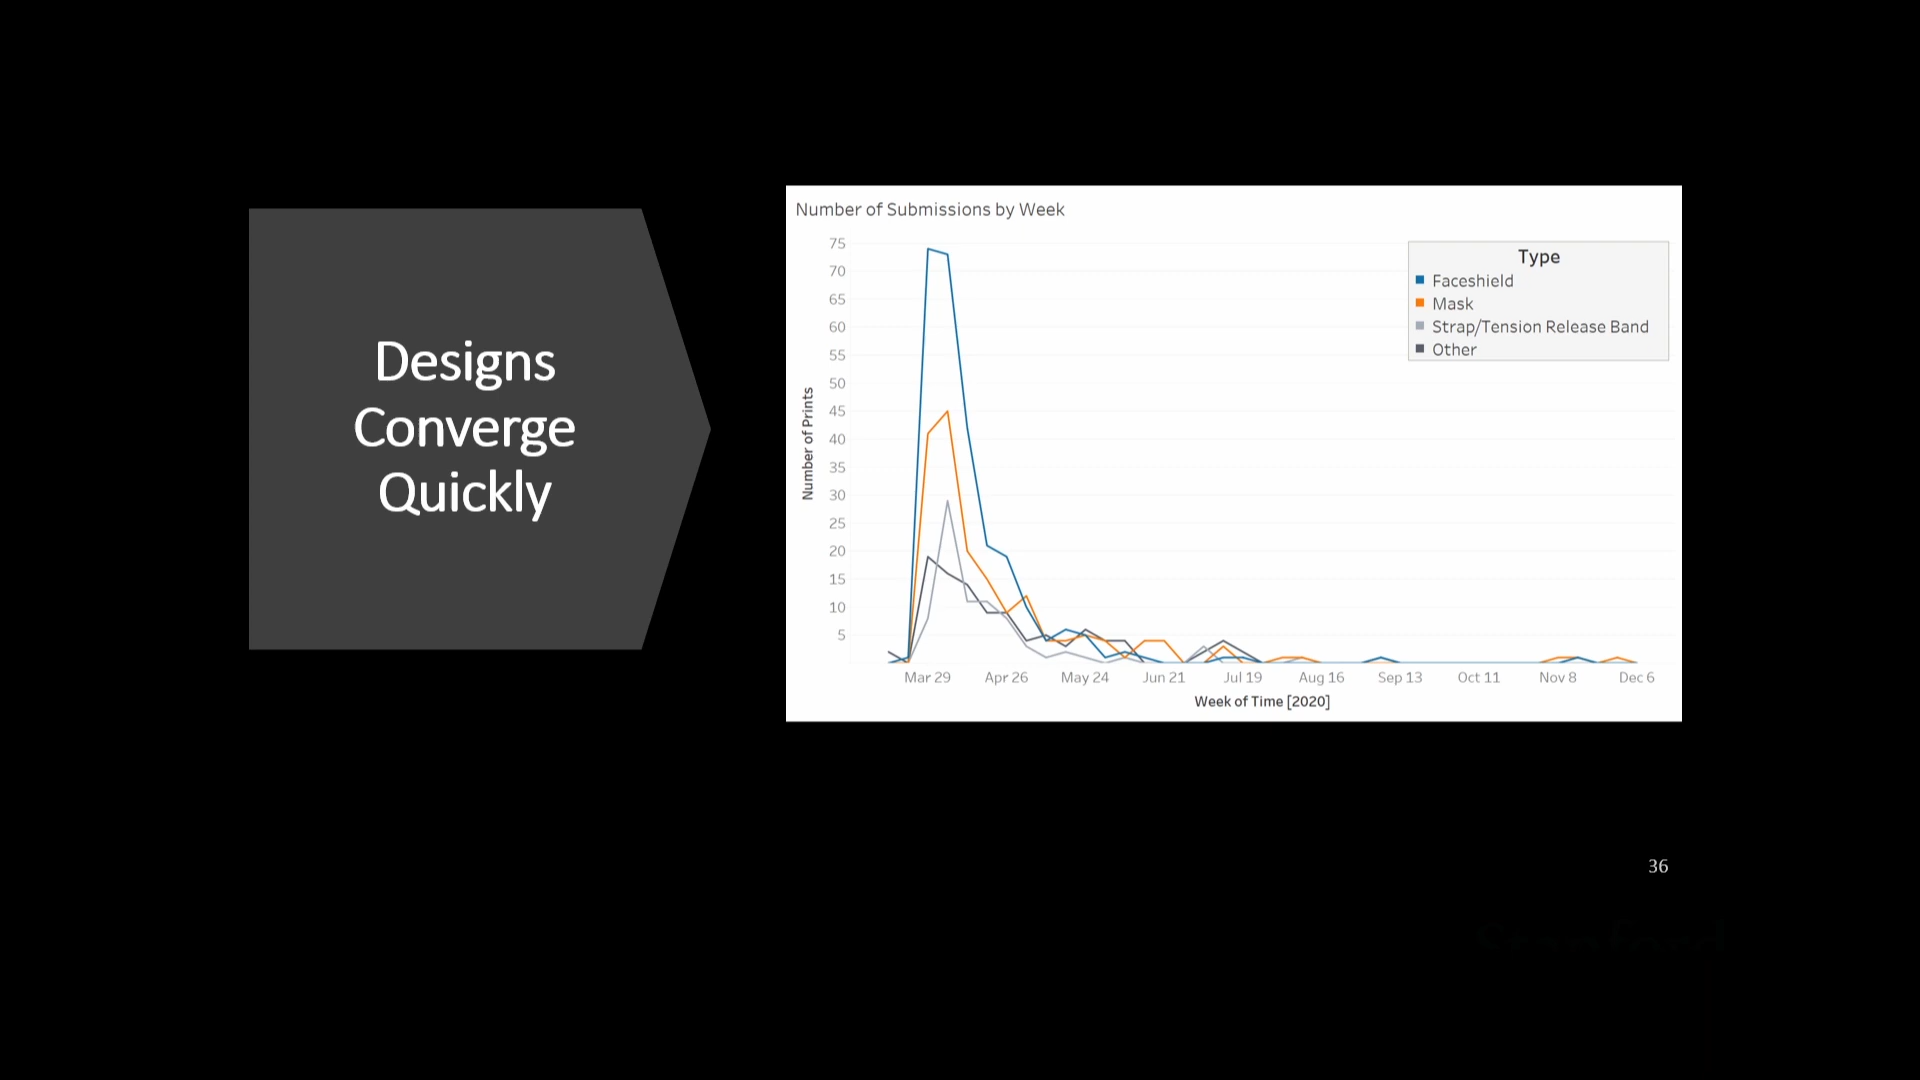 Designs
Converge
Quickly
Number of Submissions by Week
75
70
65
60
55
50
45
40
35
30
25
20
15
10
5
Number of Prints
Type
Faceshield
Mask
Strap/Tension Release Band
Other
Mar 29 Apr 26 May 24 Jun 21 Jul 19 Aug 16 Sep 13 Oct 11 Nov 8 Dec 6
Week of Time [2020]
36